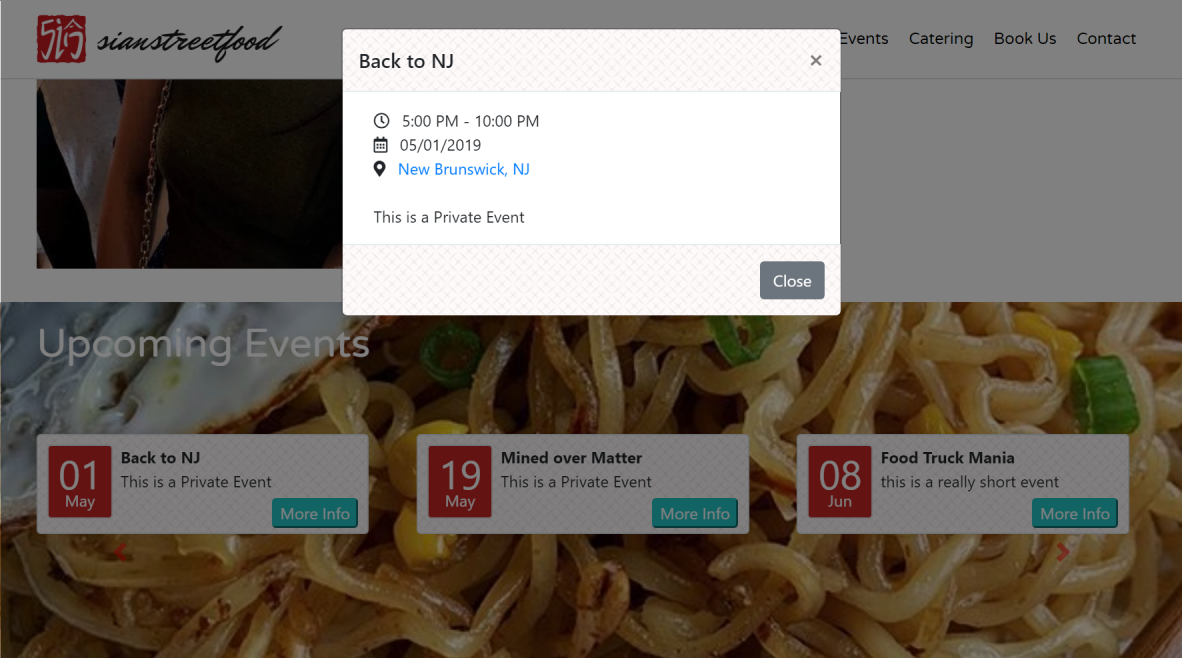 sianstreetfood
Events Catering Book Us Contact
Back to NJ ×
5:00 PM - 10:00 PM
05/01/2019
New Brunswick, NJ
This is a Private Event
Close
Upcoming Events
01
May
Back to NJ
This is a Private Event
More Info
19
May
Mined over Matter
This is a Private Event
More Info
08
Jun
Food Truck Mania
this is a really short event
More Info